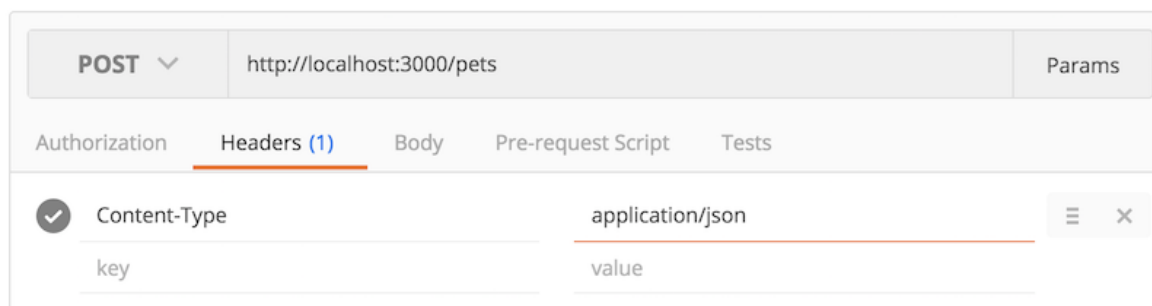 POST http://localhost:3000/pets Params
Authorization Headers (1) Body Pre-request Script Tests
Content-Type application/json
key value